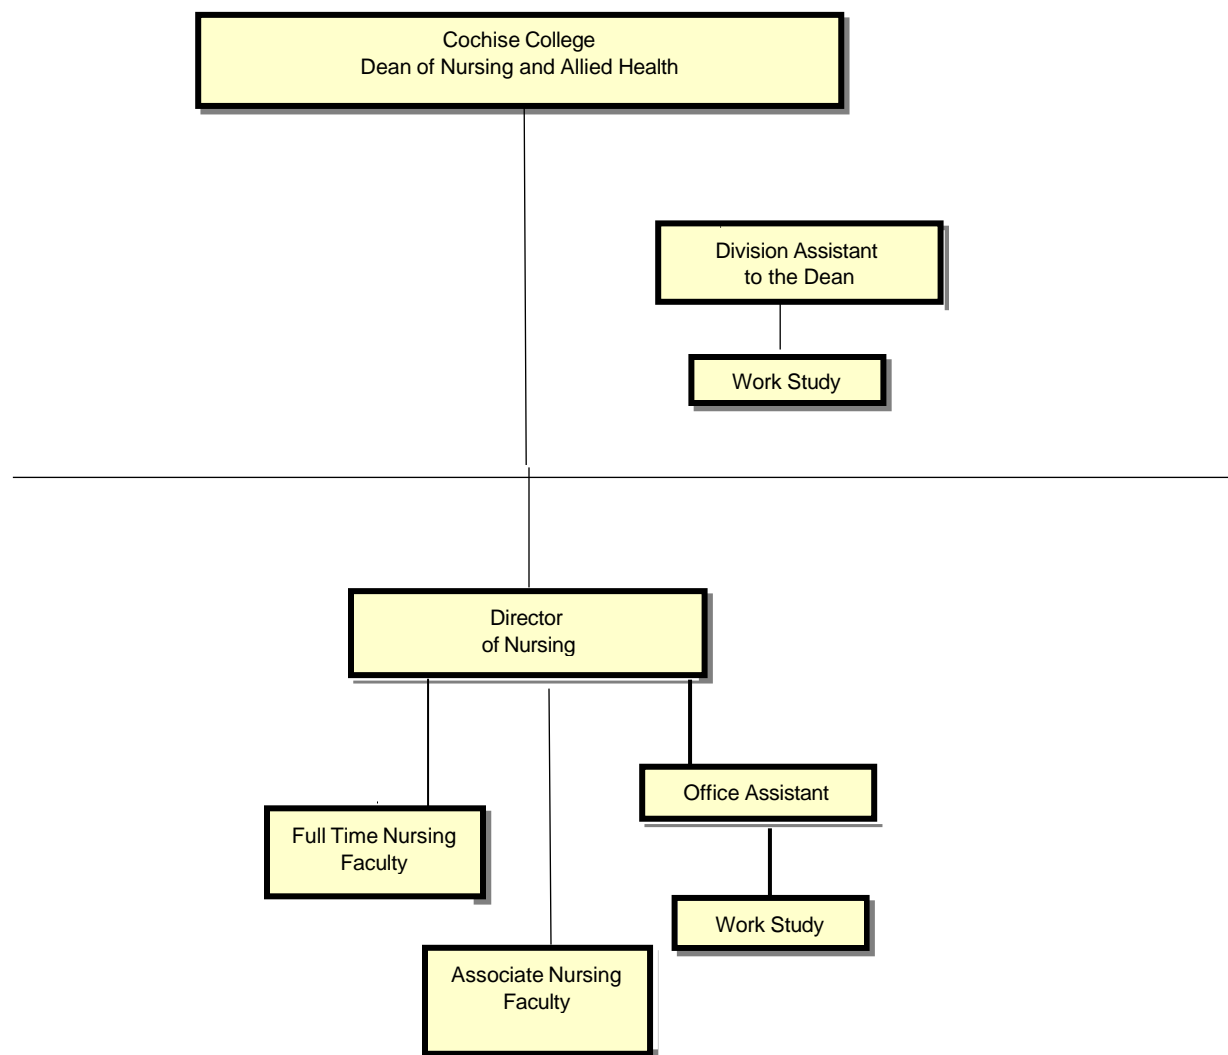 Cochise College
Dean of Nursing and Allied Health
Division Assistant
to the Dean
Work Study
Director
of Nursing
Office Assistant
Full Time Nursing
Faculty
Work Study
Associate Nursing
Faculty